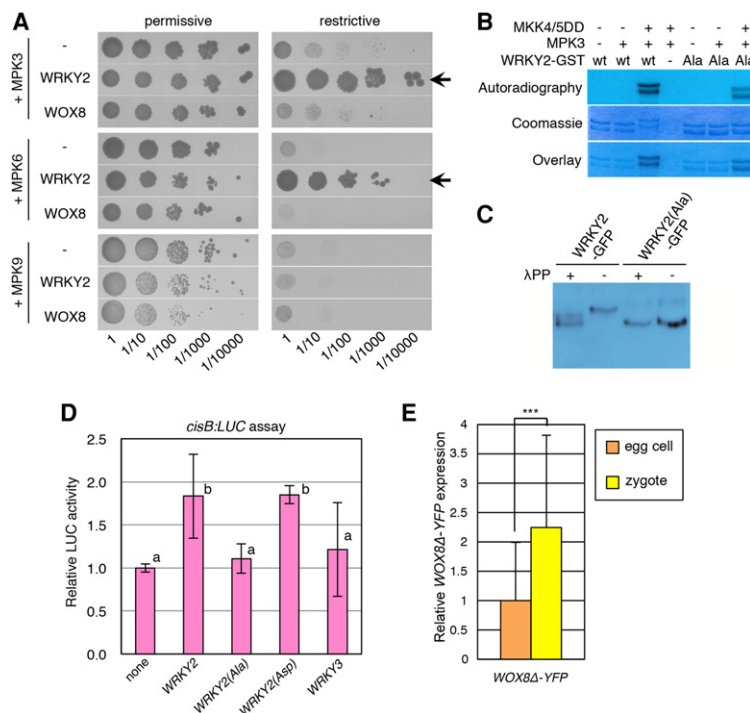 A
permissive
restrictive
+ MPK3
-
WRKY2
WOX8
+ MPK6
-
WRKY2
WOX8
+ MPK9
-
WRKY2
WOX8
1
1/10
1/100
1/1000
1/10000
1
1/10
1/100
1/1000
1/10000
B
MKK4/5DD - - + + - - +
MPK3 - + + + - + +
WRKY2-GST wt wt wt - Ala Ala Ala
Autoradiography
Coomassie
Overlay
C
WRKY2
-GFP
WRKY2(Ala)
-GFP
λPP + - + -
D
cisB:LUC assay
Relative LUC activity
2.5
2.0
1.5
1.0
0.5
0.0
a
b
a
b
a
none
WRKY2
WRKY2(Ala)
WRKY2(Asp)
WRKY3
E
Relative WOX8Δ-YFP expression
4
3.5
3
2.5
2
1.5
1
0.5
0
***
WOX8Δ-YFP
egg cell
zygote